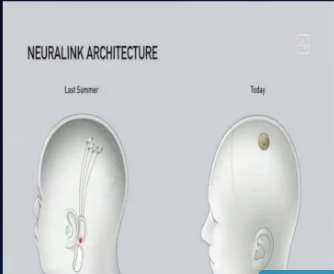 NEURALINK ARCHITECTURE
Last Summer
Today